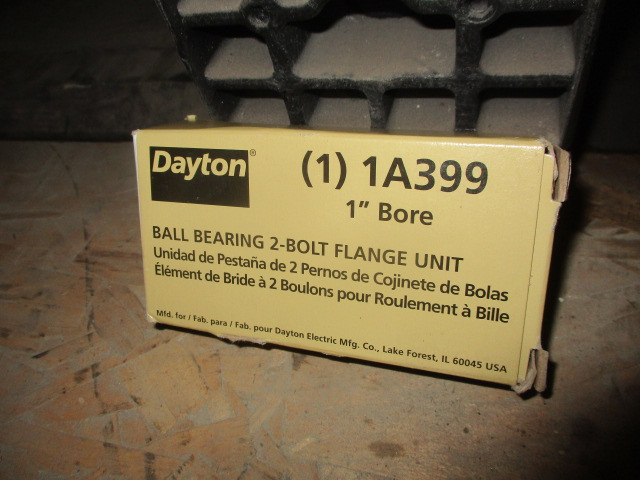 Dayton®
(1) 1A399
1” Bore
BALL BEARING 2-BOLT FLANGE UNIT
Unidad de Pestaña de 2 Pernos de Cojinete de Bolas
Élément de Bride à 2 Boulons pour Roulement à Bille
Mfd. for / Fab. para / Fab. pour Dayton Electric Mfg. Co., Lake Forest, IL 60045 USA